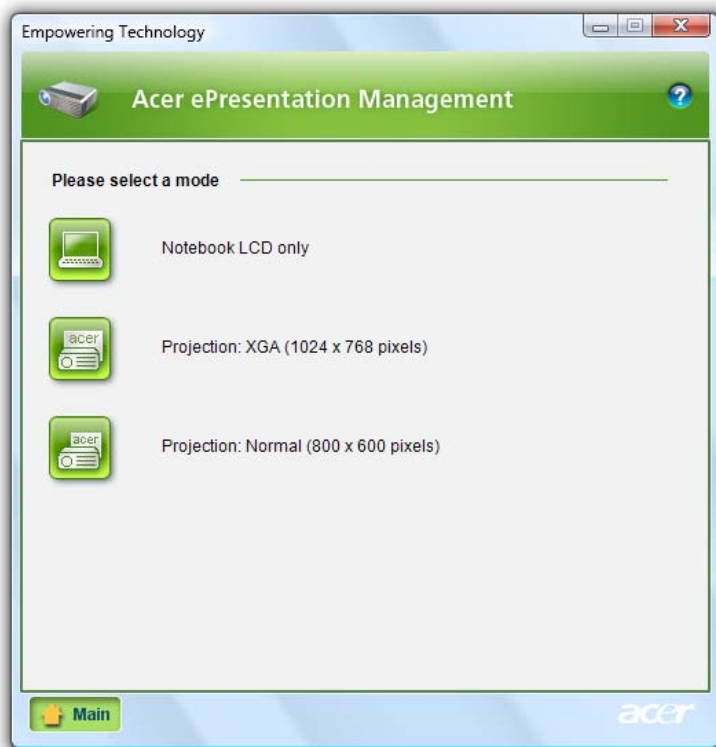 Empowering Technology
Acer ePresentation Management
?
Please select a mode
Notebook LCD only
acer
Projection: XGA (1024 x 768 pixels)
acer
Projection: Normal (800 x 600 pixels)
Main
acer